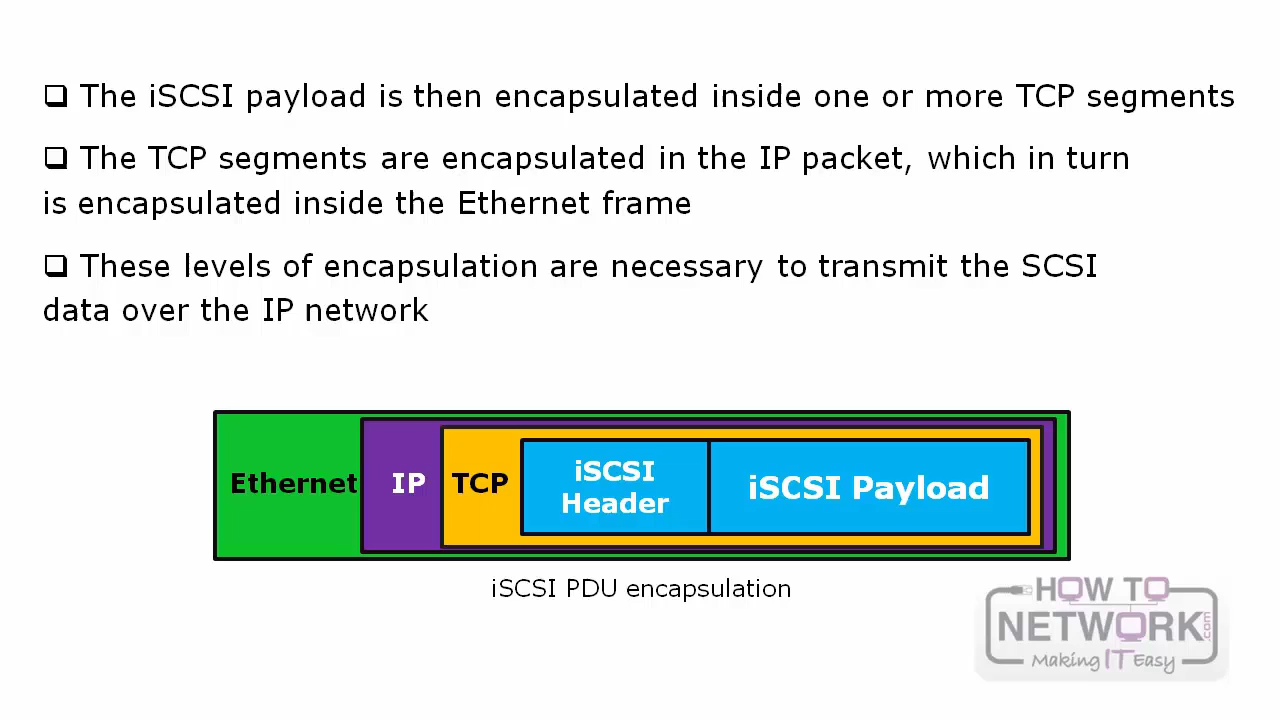 ❑ The iSCSI payload is then encapsulated inside one or more TCP segments
❑ The TCP segments are encapsulated in the IP packet, which in turn
is encapsulated inside the Ethernet frame
❑ These levels of encapsulation are necessary to transmit the SCSI
data over the IP network
Ethernet
IP
TCP
iSCSI
Header
iSCSI Payload
iSCSI PDU encapsulation
HOW TO
NETWORK.com
Making IT Easy